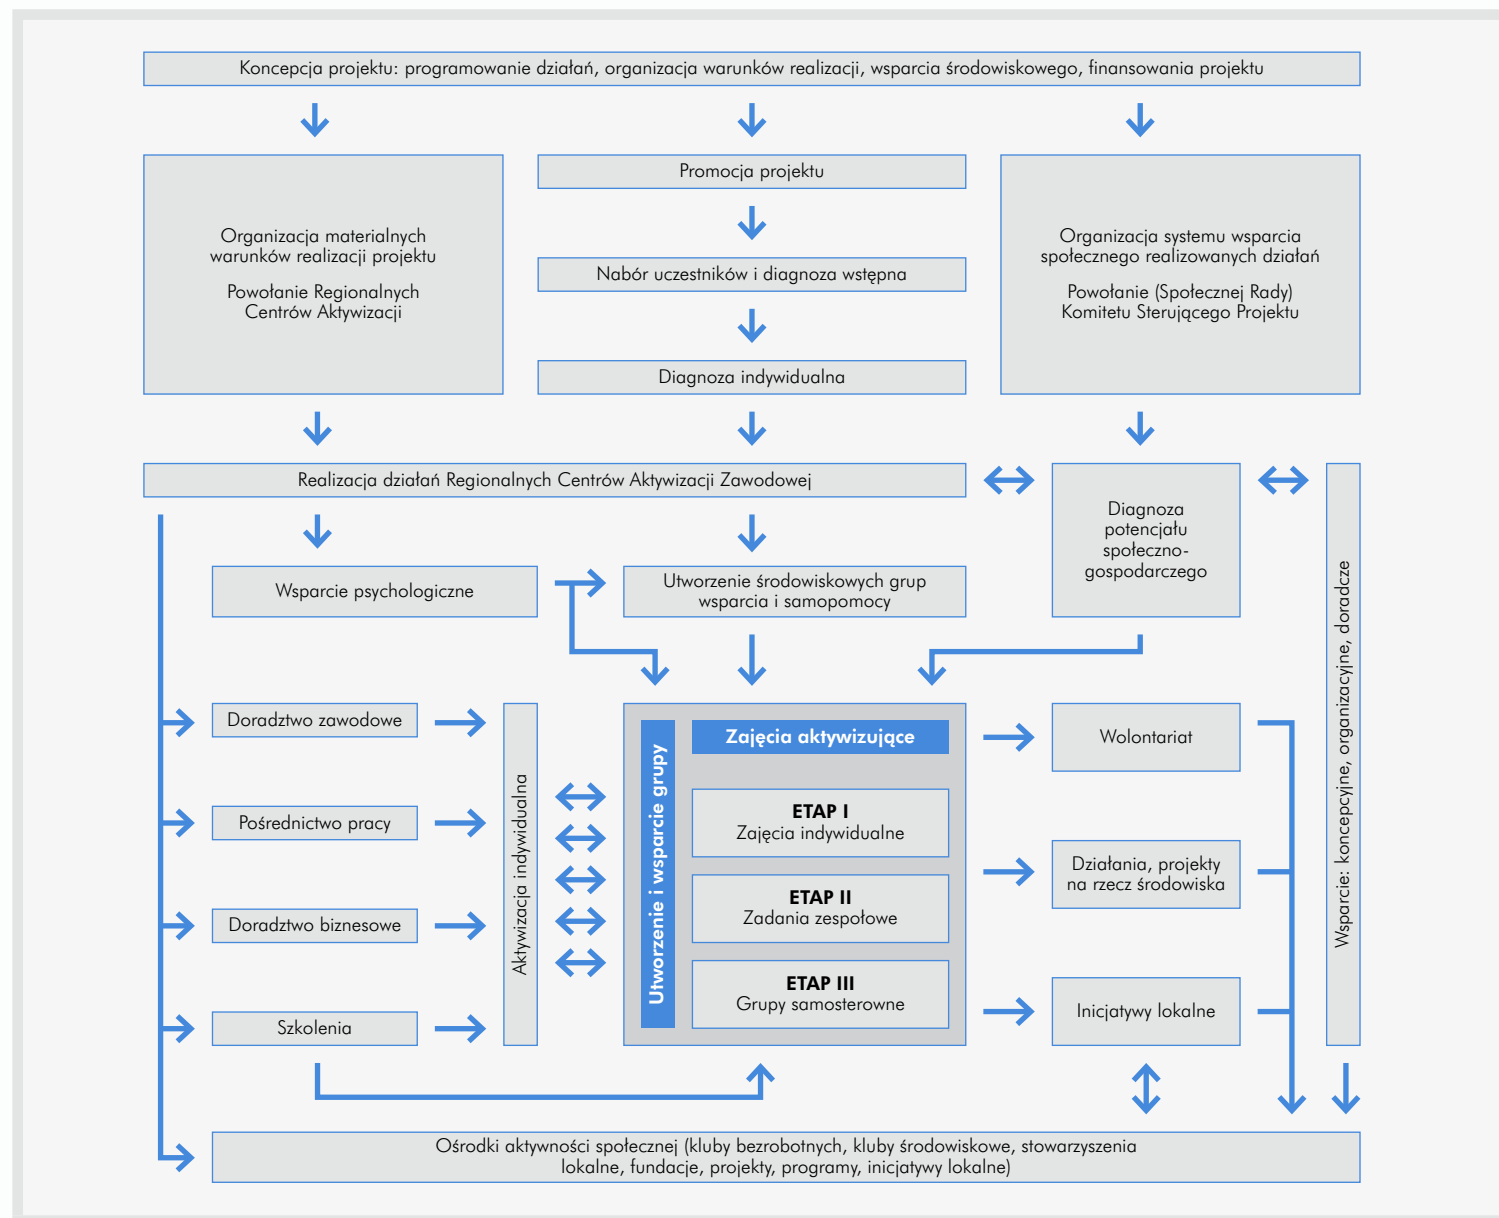 Koncepcja projektu: programowanie działań, organizacja warunków realizacji, wsparcia środowiskowego, finansowania projektu
Organizacja materialnych
warunków realizacji projektu
Powołanie Regionalnych
Centrów Aktywizacji
Promocja projektu
Nabór uczestników i diagnoza wstępna
Diagnoza indywidualna
Organizacja systemu wsparcia
społecznego realizowanych działań
Powołanie (Społecznej Rady)
Komitetu Sterującego Projektu
Realizacja działań Regionalnych Centrów Aktywizacji Zawodowej
Diagnoza
potencjału
społeczno-
gospodarczego
Wsparcie: koncepcyjne, organizacyjne, doradcze
Wsparcie psychologiczne
Utworzenie środowiskowych grup
wsparcia i samopomocy
Doradztwo zawodowe
Pośrednictwo pracy
Doradztwo biznesowe
Szkolenia
Aktywizacja indywidualna
Utworzenie i wsparcie grupy
Zajęcia aktywizujące
ETAP I
Zajęcia indywidualne
ETAP II
Zadania zespołowe
ETAP III
Grupy samosterowne
Wolontariat
Działania, projekty
na rzecz środowiska
Inicjatywy lokalne
Ośrodki aktywności społecznej (kluby bezrobotnych, kluby środowiskowe, stowarzyszenia
lokalne, fundacje, projekty, programy, inicjatywy lokalne)